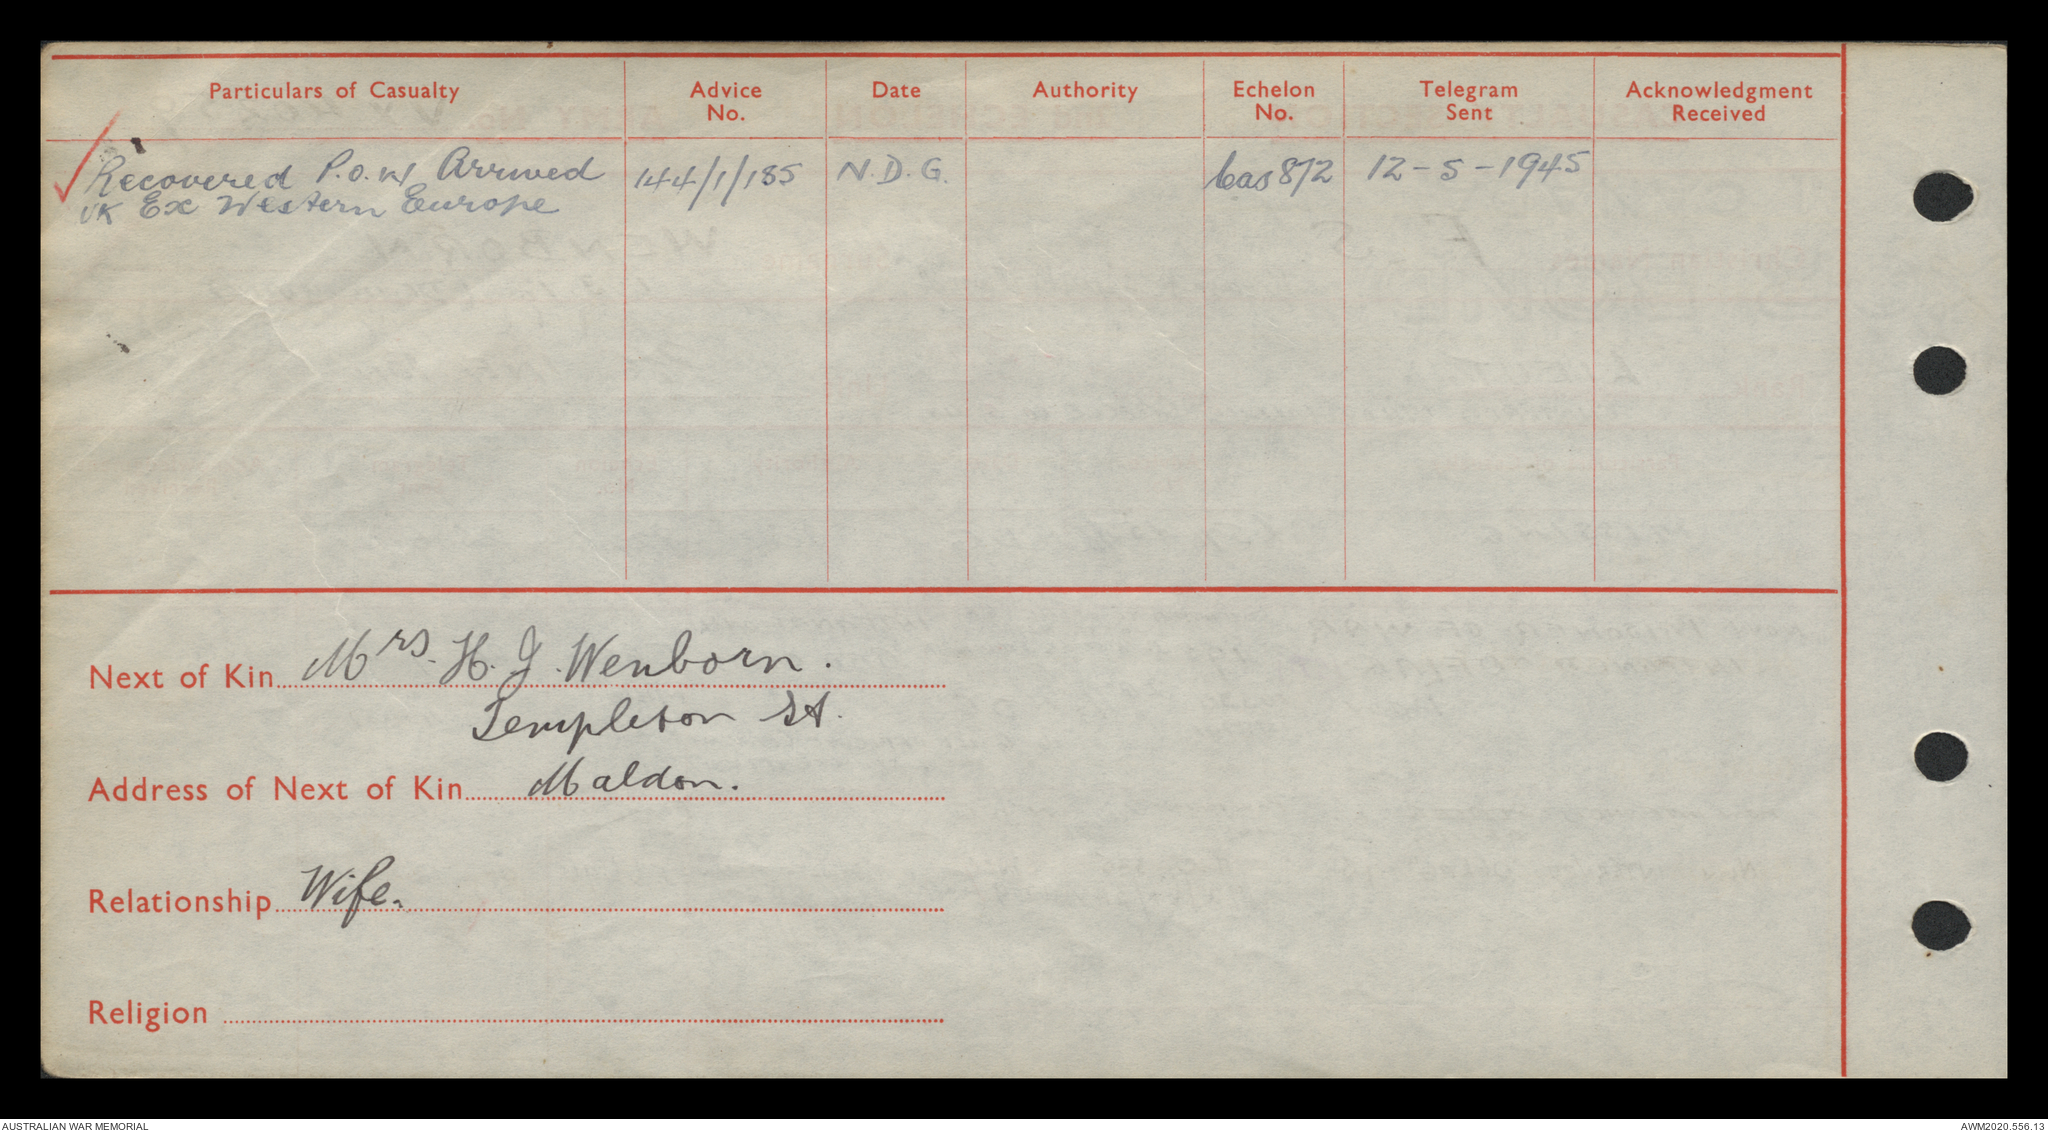 Particulars of Casualty Advice No. Date Authority Echelon No. Telegram Sent Acknowledgment Received
Recovered P.O.W Arrived 144/1/185 N.D.G. Cas 872 12-5-1945
UK Ex Western Europe
Next of Kin Mrs. H. J. Wenborn.
Templeton St.
Address of Next of Kin Maldon.
Relationship Wife.
Religion
AUSTRALIAN WAR MEMORIAL AWM2020.556.13